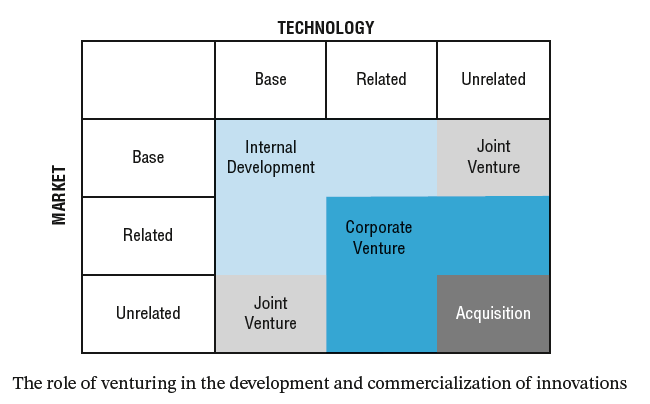 TECHNOLOGY
Base
Related
Unrelated
MARKET
Base
Internal
Development
Joint
Venture
Related
Corporate
Venture
Unrelated
Joint
Venture
Acquisition
The role of venturing in the development and commercialization of innovations